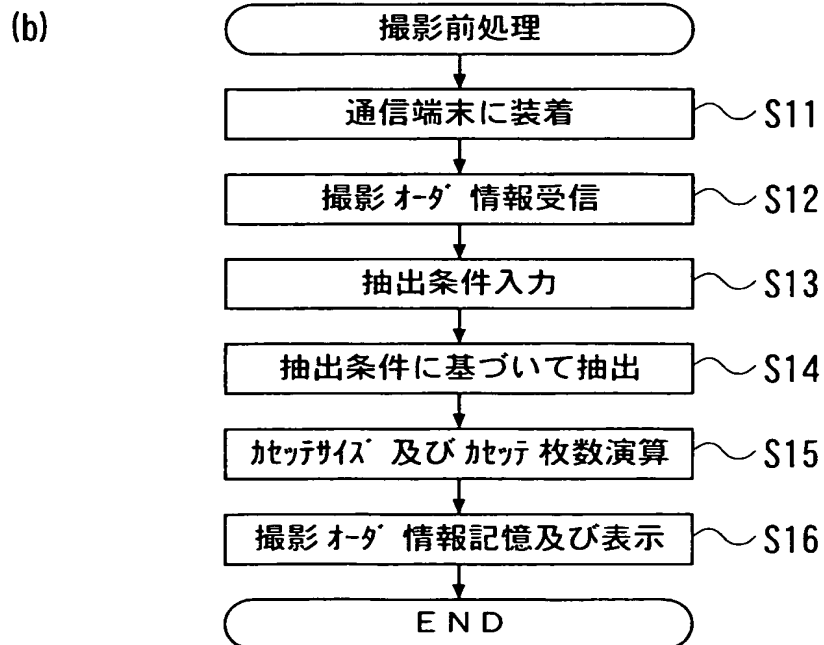 (b)
撮影前処理
通信端末に装着 S11
撮影オーダ情報受信 S12
抽出条件入力 S13
抽出条件に基づいて抽出 S14
カセッテサイズ及びカセッテ枚数演算 S15
撮影オーダ情報記憶及び表示 S16
END